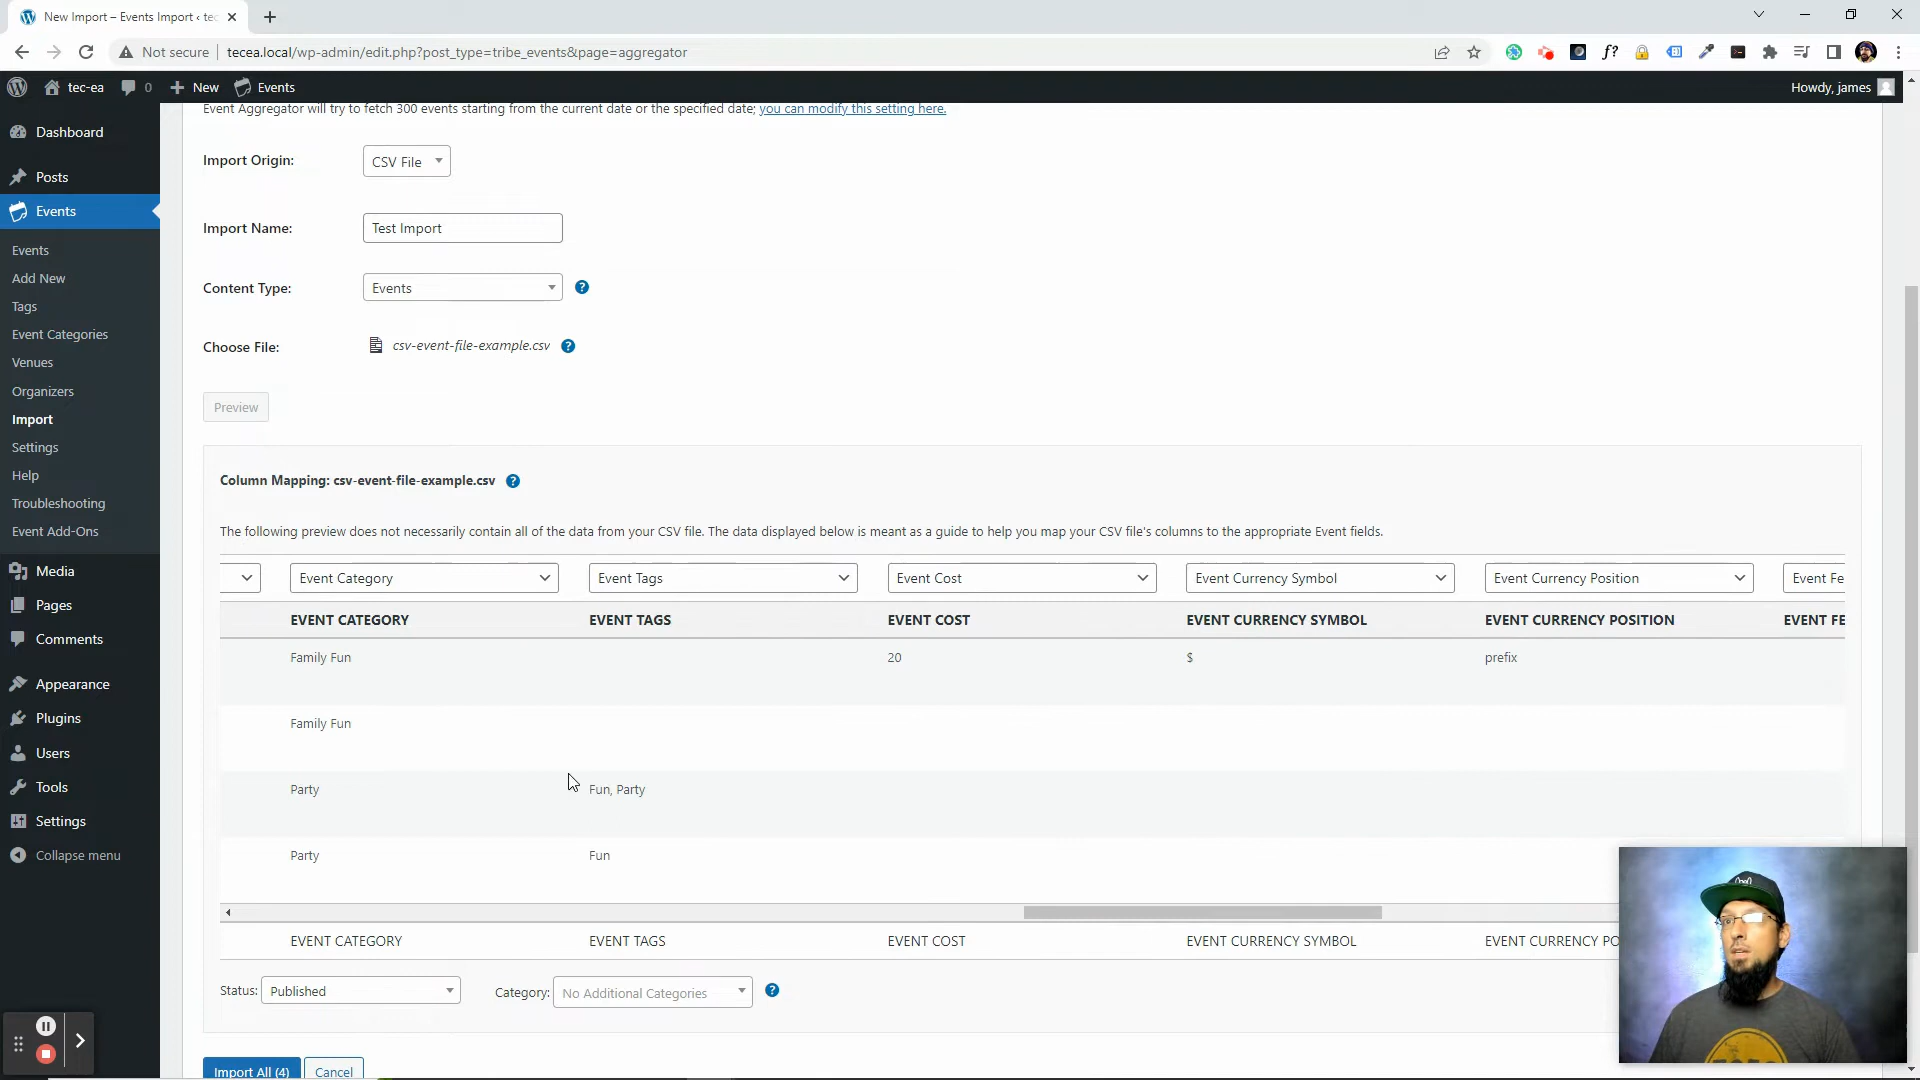 New Import – Events Import ‹ tec
Not secure
tecea.local/wp-admin/edit.php?post_type=tribe_events&page=aggregator
f?
tec-ea
0
New
Events
Howdy, james
Dashboard
Posts
Events
Events
Add New
Tags
Event Categories
Venues
Organizers
Import
Settings
Help
Troubleshooting
Event Add-Ons
Media
Pages
Comments
Appearance
Plugins
Users
Tools
Settings
Collapse menu
Event Aggregator will try to fetch 300 events starting from the current date or the specified date; you can modify this setting here.
Import Origin:
CSV File
Import Name:
Test Import
Content Type:
Events
?
Choose File:
csv-event-file-example.csv
?
Preview
Column Mapping: csv-event-file-example.csv
?
The following preview does not necessarily contain all of the data from your CSV file. The data displayed below is meant as a guide to help you map your CSV file's columns to the appropriate Event fields.
Event Category
Event Tags
Event Cost
Event Currency Symbol
Event Currency Position
Event Fe
EVENT CATEGORY
EVENT TAGS
EVENT COST
EVENT CURRENCY SYMBOL
EVENT CURRENCY POSITION
EVENT FE
Family Fun
20
$
prefix
Family Fun
Party
Fun, Party
Party
Fun
EVENT CATEGORY
EVENT TAGS
EVENT COST
EVENT CURRENCY SYMBOL
EVENT CURRENCY PO
Status:
Published
Category:
No Additional Categories
?
Import All (4)
Cancel